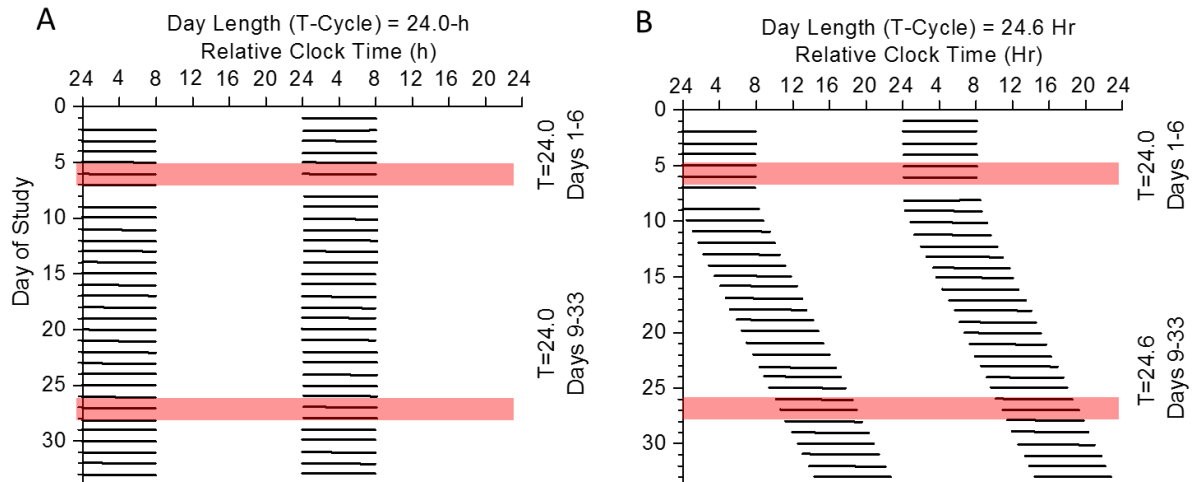 A
Day Length (T-Cycle) = 24.0-h
Relative Clock Time (h)
24 4 8 12 16 20 24 4 8 12 16 20 24
0
5
10
15
20
25
30
Day of Study
T=24.0
Days 1-6
T=24.0
Days 9-33
B
Day Length (T-Cycle) = 24.6 Hr
Relative Clock Time (Hr)
24 4 8 12 16 20 24 4 8 12 16 20 24
0
5
10
15
20
25
30
T=24.0
Days 1-6
T=24.6
Days 9-33